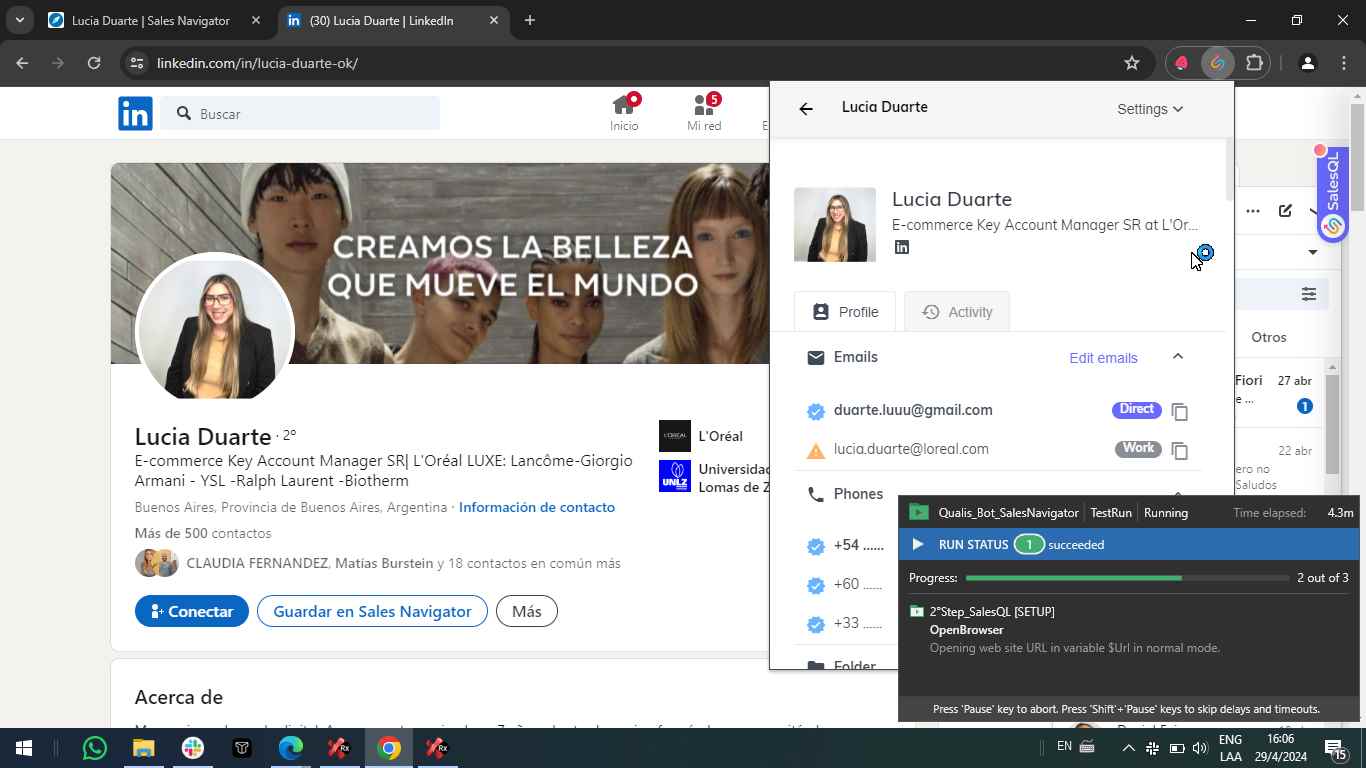 Lucia Duarte | Sales Navigator
(30) Lucia Duarte | LinkedIn
linkedin.com/in/lucia-duarte-ok/
in
Buscar
Inicio
5
Mi red
CREAMOS LA BELLEZA
QUE MUEVE EL MUNDO
Lucia Duarte · 2º
E-commerce Key Account Manager SR| L'Oréal LUXE: Lancôme-Giorgio
Armani - YSL -Ralph Laurent -Biotherm
Buenos Aires, Provincia de Buenos Aires, Argentina · Información de contacto
Más de 500 contactos
CLAUDIA FERNANDEZ, Matías Burstein y 18 contactos en común más
Conectar
Guardar en Sales Navigator
Más
L'ORÉAL
L'Oréal
UNLZ
Universidad
Lomas de Z
Acerca de
Lucia Duarte
Settings
Lucia Duarte
E-commerce Key Account Manager SR at L'Or...
in
Profile
Activity
Emails
Edit emails
duarte.luuu@gmail.com
Direct
lucia.duarte@loreal.com
Work
Phones
+54 ......
+60 ......
+33 ......
Folder
SalesQL
Otros
Fiori
27 abr
e ...
1
22 abr
ero no
Saludos
Qualis_Bot_SalesNavigator
TestRun
Running
Time elapsed:
4.3m
RUN STATUS
1
succeeded
Progress:
2 out of 3
2°Step_SalesQL [SETUP]
OpenBrowser
Opening web site URL in variable $Url in normal mode.
Press 'Pause' key to abort. Press 'Shift'+'Pause' keys to skip delays and timeouts.
Rx
Rx
EN
ENG
LAA
16:06
29/4/2024
15